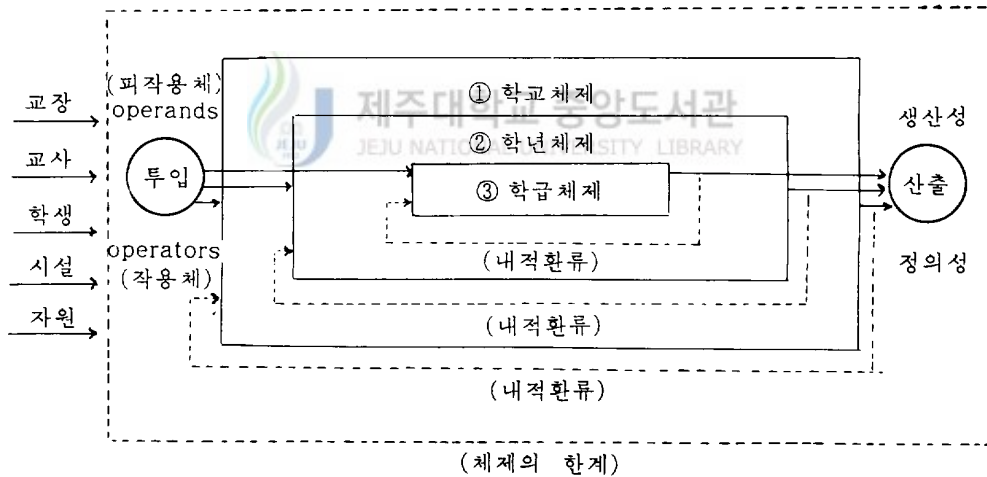 (피작용체)
operands
교장
교사
학생
시설
자원
투입
operators
(작용체)
① 학교체제
제주대학교 중앙도서관
JEJU NATIONAL UNIVERSITY LIBRARY
JEJU
② 학년체제
③ 학급체제
(내적환류)
(내적환류)
(내적환류)
생산성
산출
정의성
(체제의 한계)